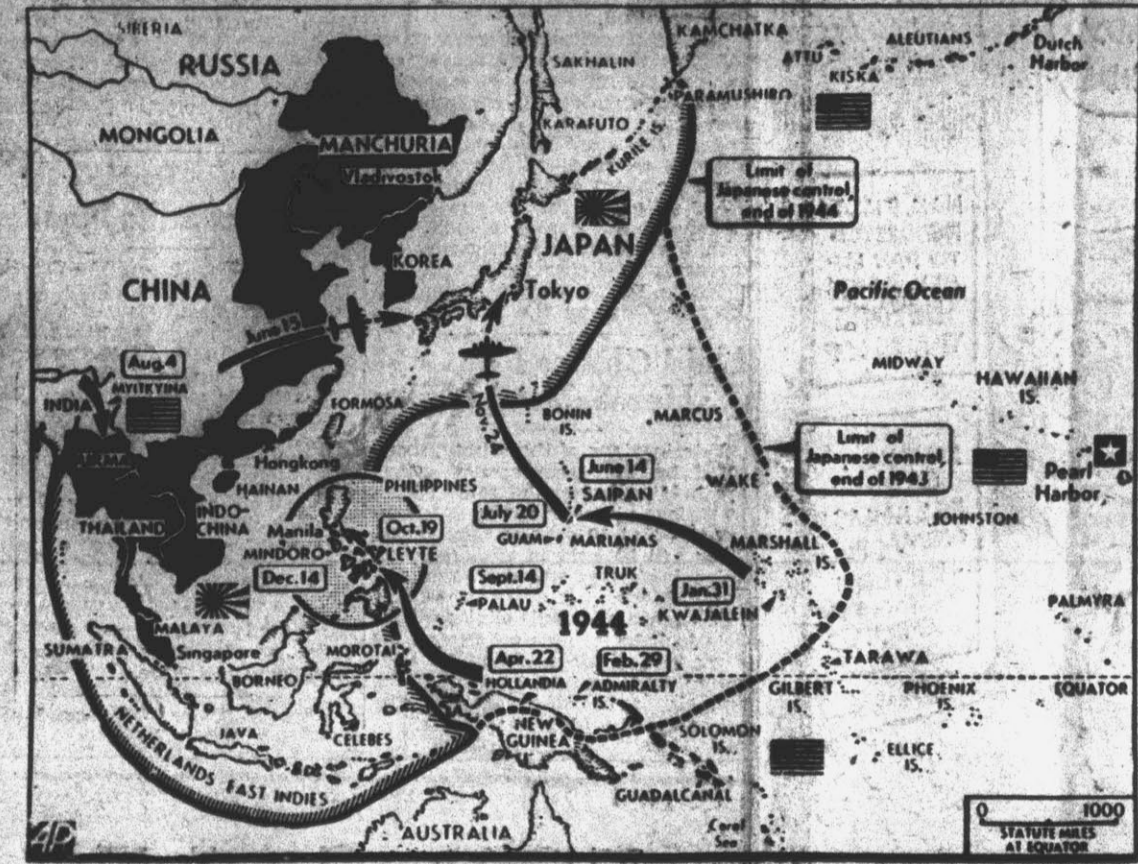 SIBERIA
RUSSIA
MONGOLIA
MANCHURIA
Vladivostok
SAKHALIN
KARAFUTO
KURILE IS.
KAMCHATKA
PARAMUSHIRO
ATTU
KISKA
ALEUTIANS
Dutch
Harbor
Limit of
Japanese control,
end of 1944
JAPAN
KOREA
Tokyo
CHINA
June 15
Aug. 4
MYITKYINA
INDIA
BURMA
FORMOSA
Hongkong
HAINAN
INDO-
CHINA
THAILAND
Nov. 24
BONIN
IS.
MARCUS
Pacific Ocean
MIDWAY
HAWAIIAN
IS.
Limit of
Japanese control,
end of 1943
Pearl
Harbor
JOHNSTON
WAKE
June 14
SAIPAN
July 20
GUAM
MARIANAS
PHILIPPINES
Manila
Oct. 19
MINDORO
LEYTE
Dec. 14
MARSHALL
IS.
Sept. 14
PALAU
TRUK
Jan. 31
KWAJALEIN
1944
PALMYRA
MALAYA
Singapore
SUMATRA
BORNEO
MOROTAI
Apr. 22
HOLLANDIA
Feb. 29
ADMIRALTY
IS.
TARAWA
GILBERT
IS.
PHOENIX
IS.
EQUATOR
JAVA
CELEBES
NETHERLANDS EAST INDIES
NEW
GUINEA
SOLOMON
IS.
ELLICE
IS.
GUADALCANAL
AUSTRALIA
Coral
Sea
AP
0 1000
STATUTE MILES
AT EQUATOR